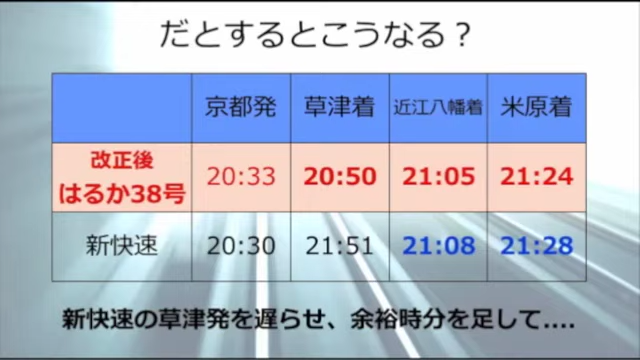 だとするとこうなる？
京都発 草津着 近江八幡着 米原着
改正後
はるか38号 20:33 20:50 21:05 21:24
新快速 20:30 21:51 21:08 21:28
新快速の草津発を遅らせ、余裕時分を足して‥‥